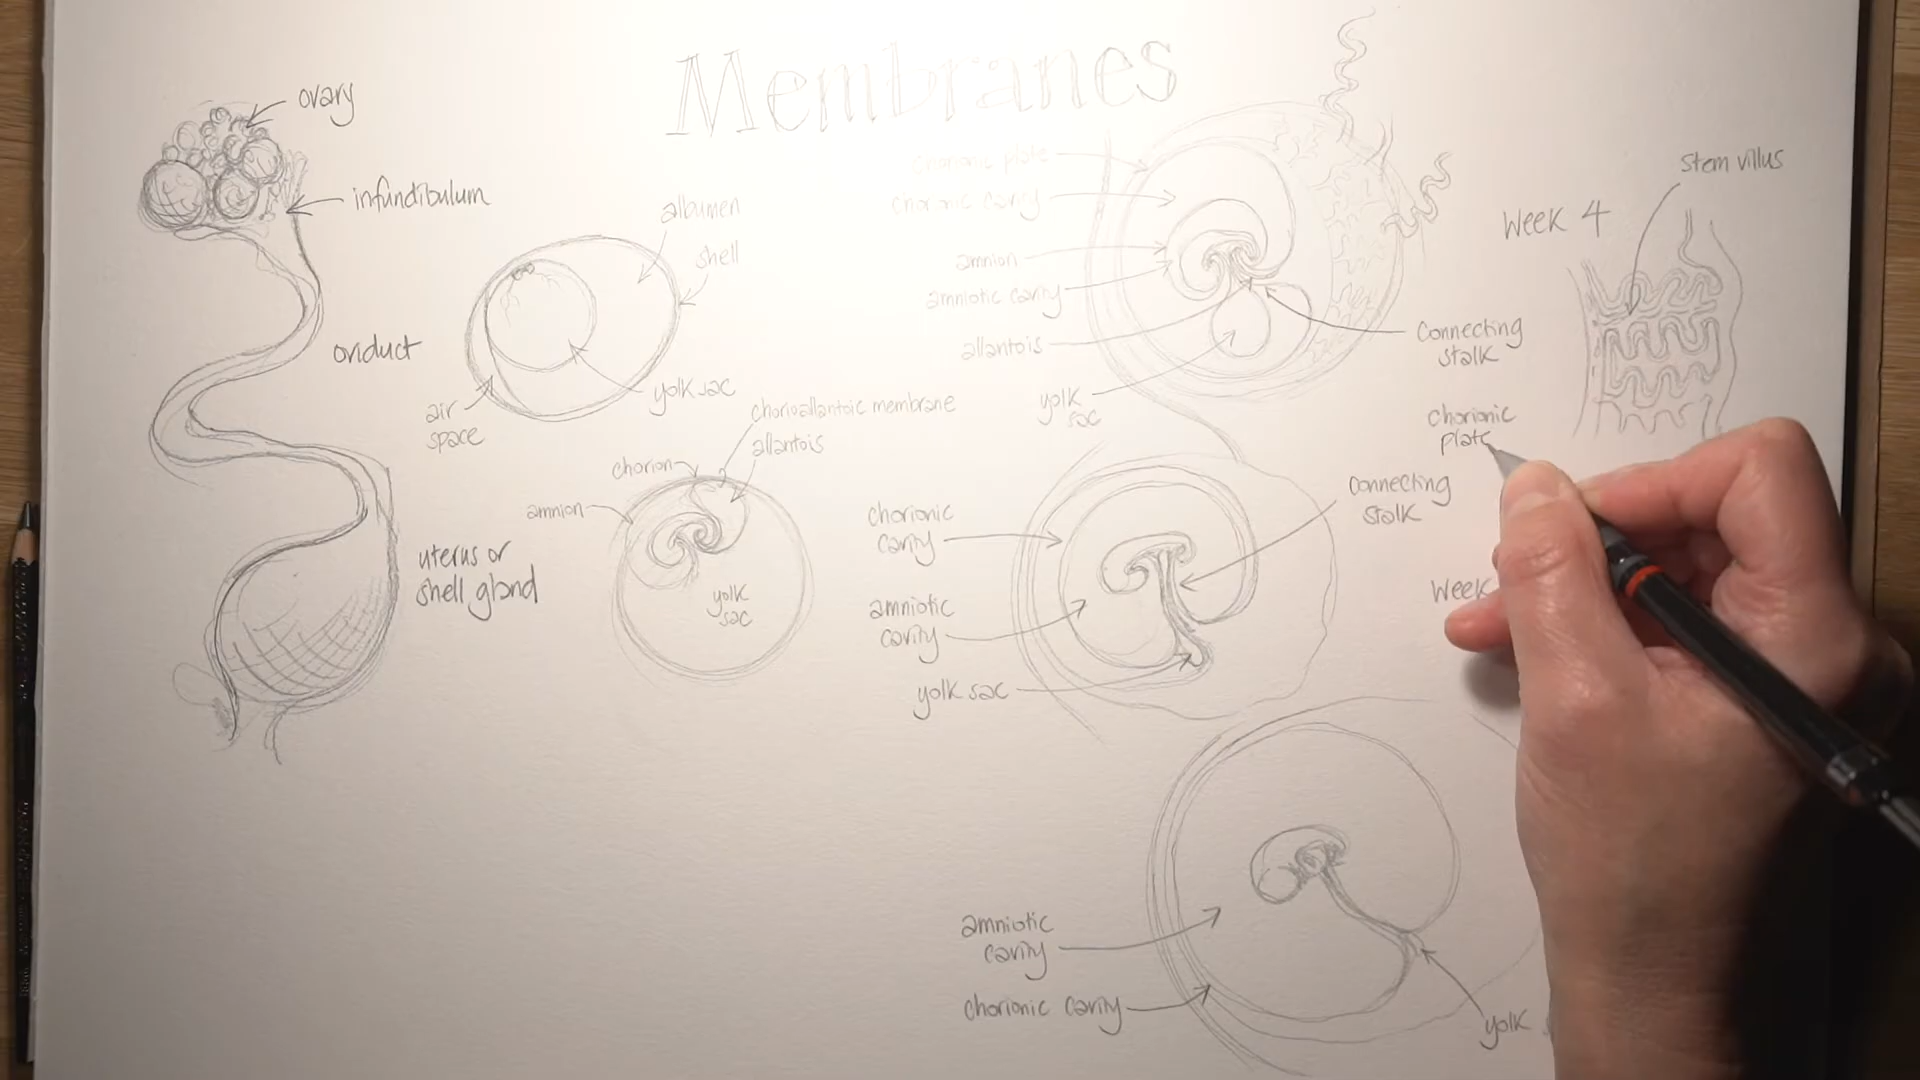 Membranes
ovary
infundibulum
oviduct
uterus or
shell gland
albumen
shell
yolk sac
air
space
chorioallantoic membrane
allantois
chorion
amnion
yolk
sac
chorionic plate
chorionic cavity
amnion
amniotic cavity
allantois
yolk
sac
Connecting
stalk
Week 4
stem villus
chorionic
plate
chorionic
cavity
amniotic
cavity
yolk sac
Connecting
stalk
Week
amniotic
cavity
chorionic cavity
yolk